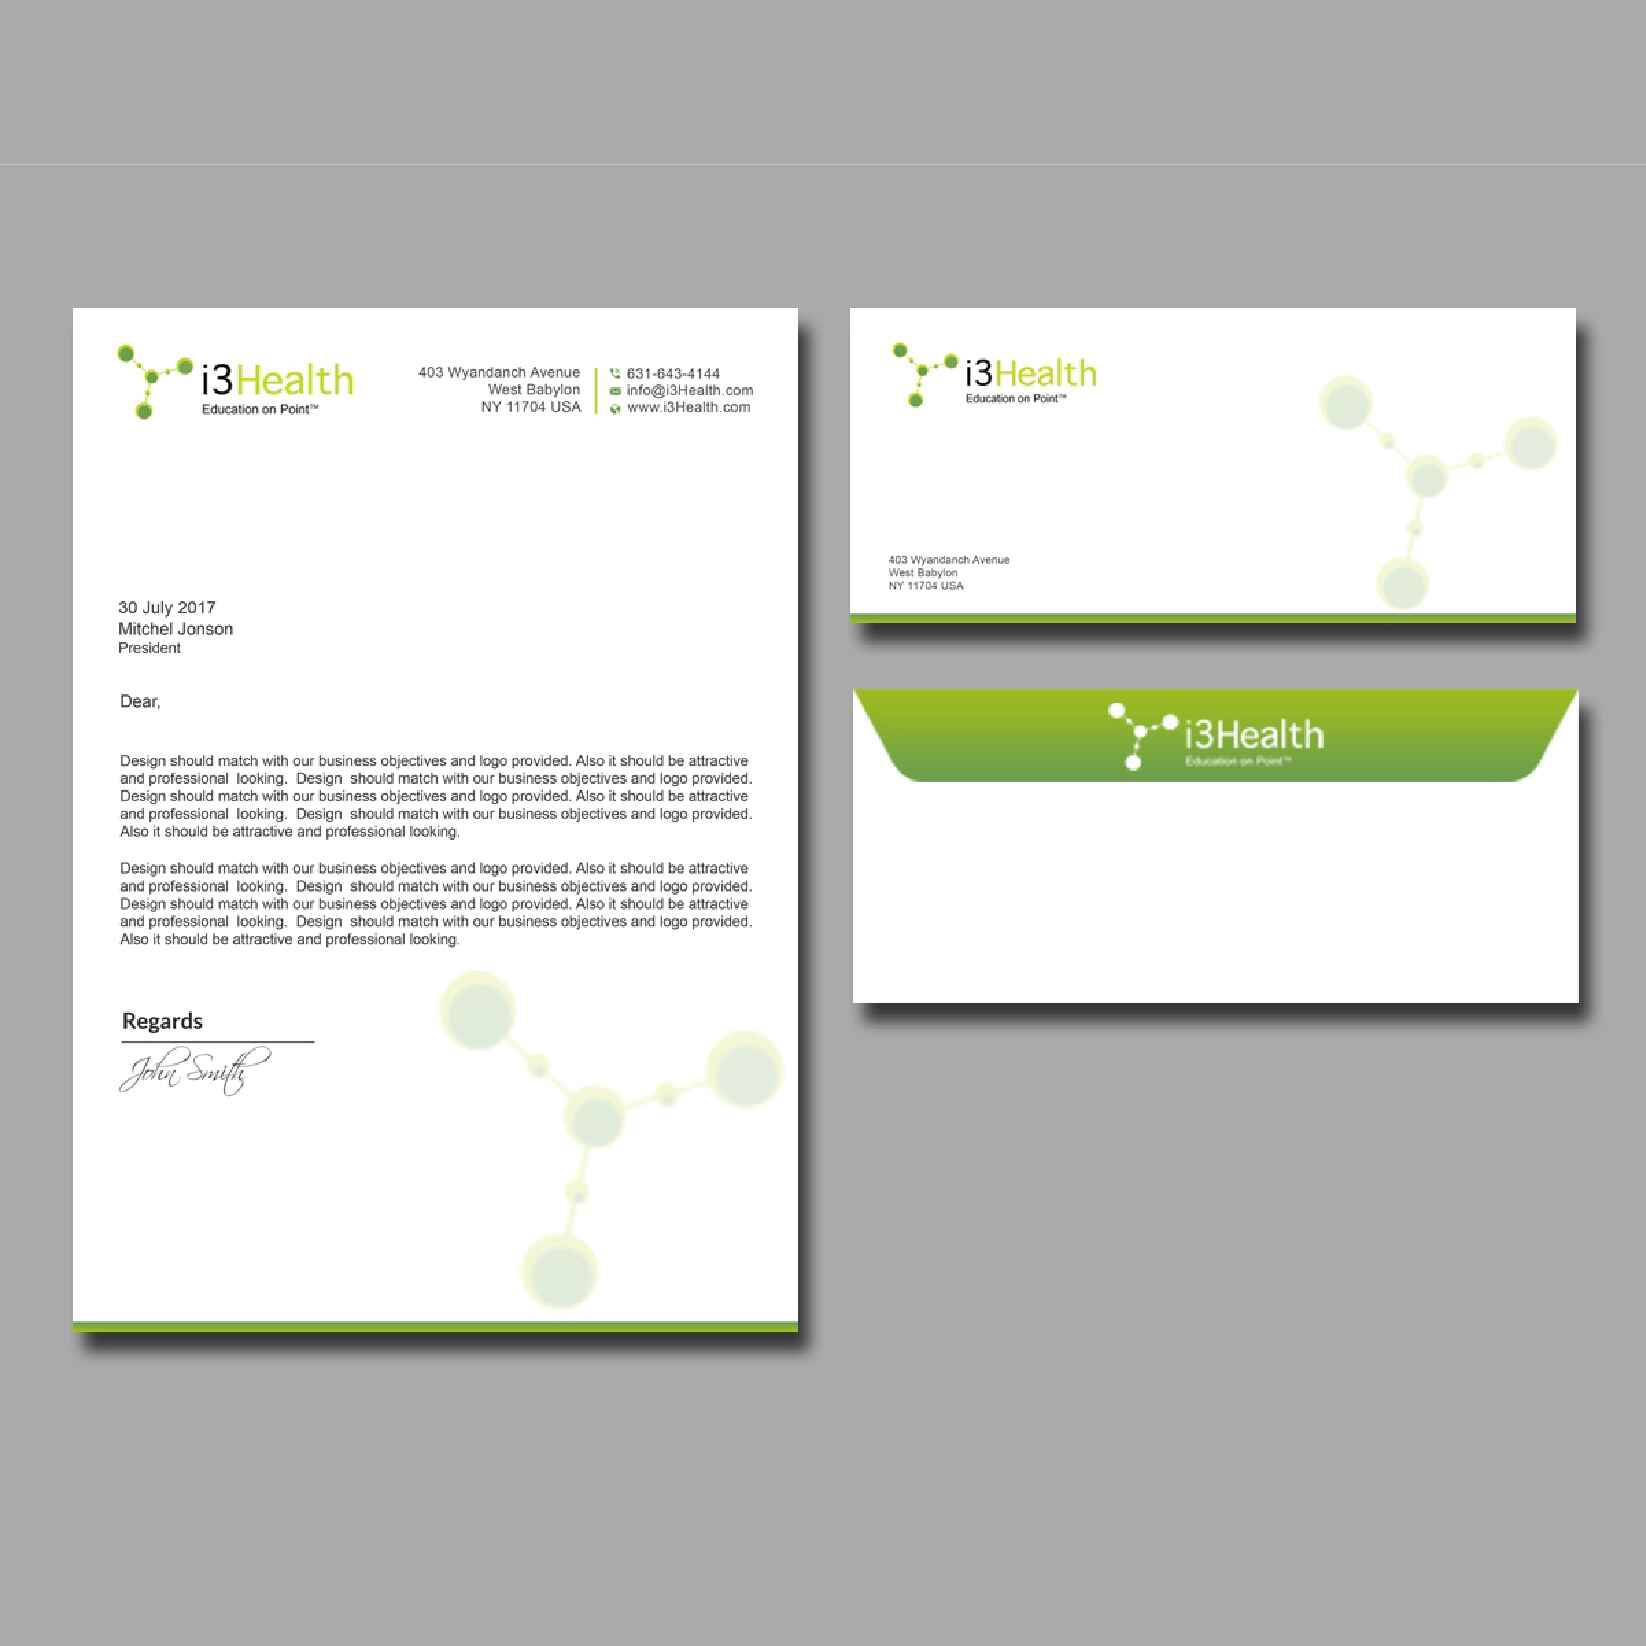 i3Health
Education on Point™
403 Wyandanch Avenue
West Babylon
NY 11704 USA
631-643-4144
info@i3Health.com
www.i3Health.com
30 July 2017
Mitchel Jonson
President
Dear,
Design should match with our business objectives and logo provided. Also it should be attractive
and professional looking. Design should match with our business objectives and logo provided.
Design should match with our business objectives and logo provided. Also it should be attractive
and professional looking. Design should match with our business objectives and logo provided.
Also it should be attractive and professional looking.
Design should match with our business objectives and logo provided. Also it should be attractive
and professional looking. Design should match with our business objectives and logo provided.
Design should match with our business objectives and logo provided. Also it should be attractive
and professional looking. Design should match with our business objectives and logo provided.
Also it should be attractive and professional looking.
Regards
John Smith
i3Health
Education on Point™
403 Wyandanch Avenue
West Babylon
NY 11704 USA
i3Health
Education on Point™